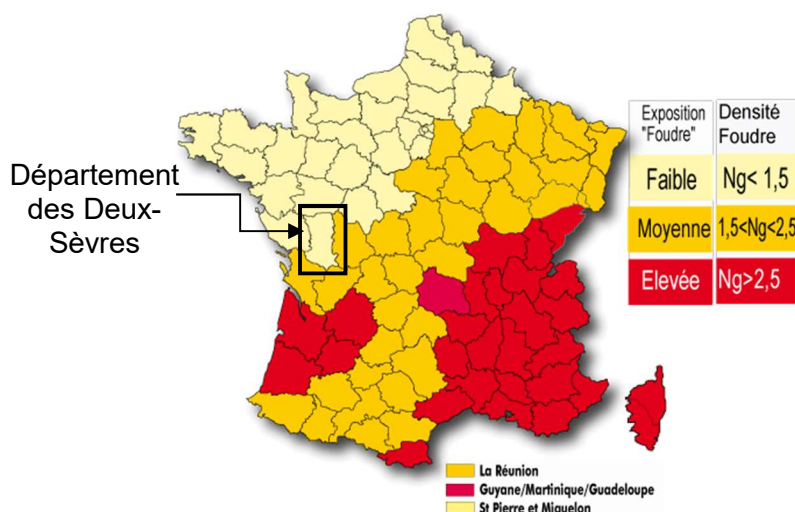 Département
des Deux-
Sèvres
Exposition
"Foudre"
Densité
Foudre
Faible
Ng< 1,5
Moyenne
1,5<Ng<2,5
Elevée
Ng>2,5
La Réunion
Guyane/Martinique/Guadeloupe
St Pierre et Miquelon